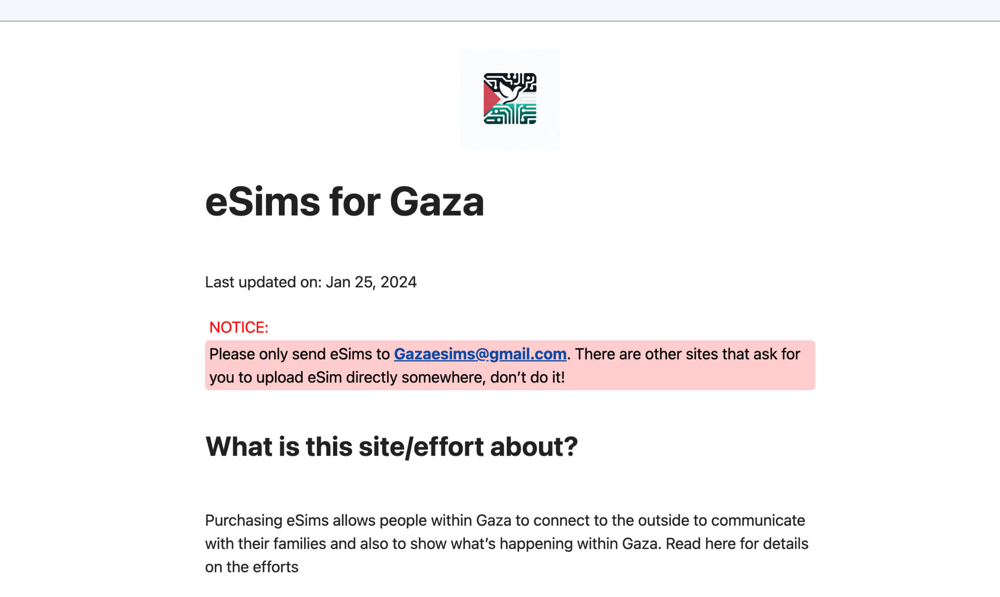 eSims for Gaza
Last updated on: Jan 25, 2024
NOTICE:
Please only send eSims to Gazaesims@gmail.com. There are other sites that ask for
you to upload eSim directly somewhere, don’t do it!
What is this site/effort about?
Purchasing eSims allows people within Gaza to connect to the outside to communicate
with their families and also to show what’s happening within Gaza. Read here for details
on the efforts